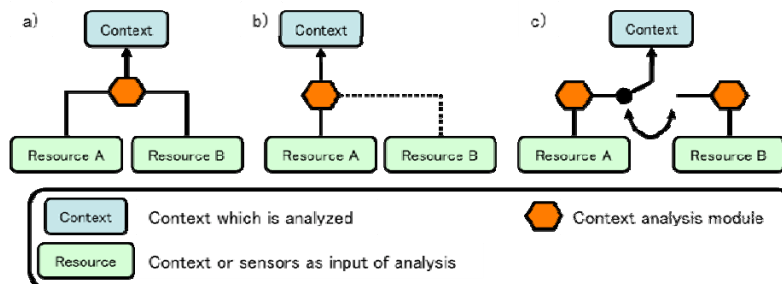 a)
Context
Resource A
Resource B
b)
Context
Resource A
Resource B
c)
Context
Resource A
Resource B
Context
Context which is analyzed
Context analysis module
Resource
Context or sensors as input of analysis